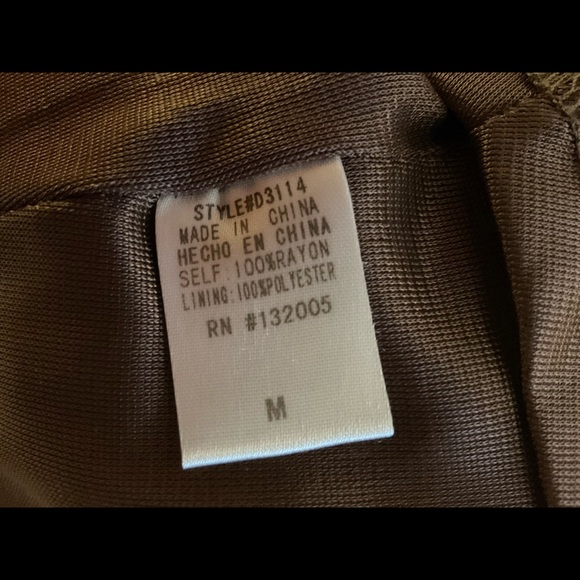 STYLE#D3114
MADE IN CHINA
HECHO EN CHINA
SELF:100%RAYON
LINING:100%POLYESTER
RN #132005
M